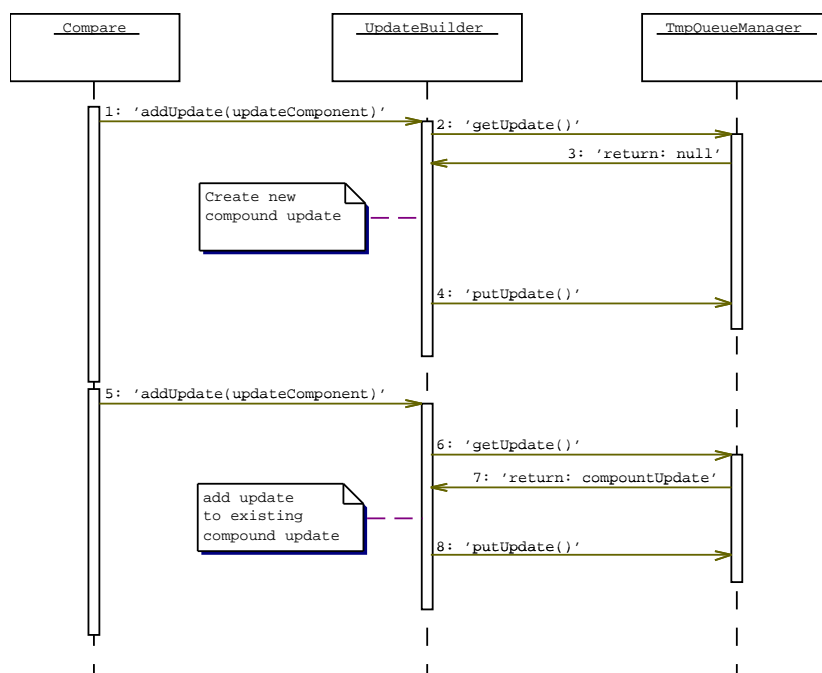 Compare
UpdateBuilder
TmpQueueManager
1: ’addUpdate(updateComponent)’
2: ’getUpdate()’
3: ’return: null’
Create new
compound update
4: ’putUpdate()’
5: ’addUpdate(updateComponent)’
6: ’getUpdate()’
7: ’return: compountUpdate’
add update
to existing
compound update
8: ’putUpdate()’